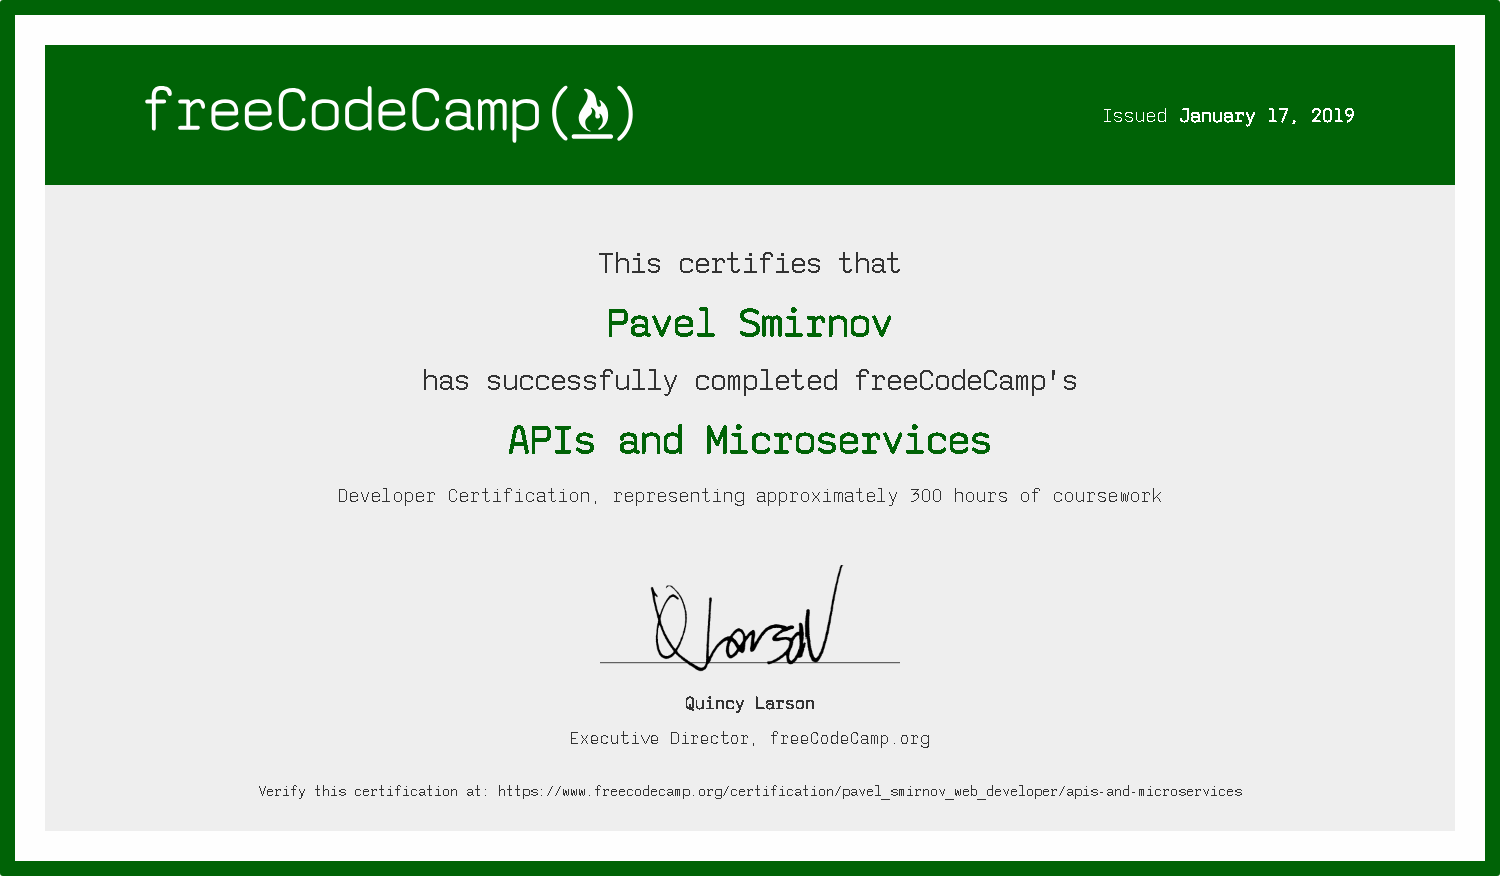 freeCodeCamp
Issued January 17, 2019
This certifies that
Pavel Smirnov
has successfully completed freeCodeCamp's
APIs and Microservices
Developer Certification, representing approximately 300 hours of coursework
Q Larson
Quincy Larson
Executive Director, freeCodeCamp.org
Verify this certification at: https://www.freecodecamp.org/certification/pavel_smirnov_web_developer/apis-and-microservices